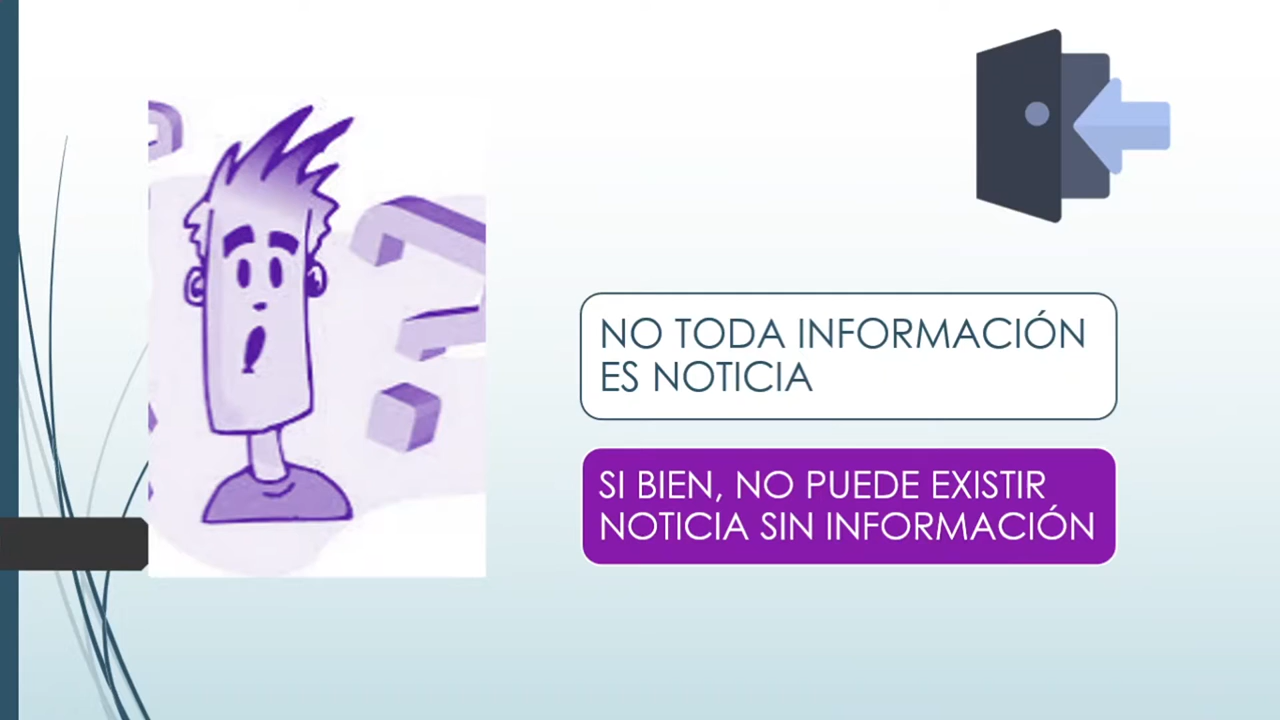 NO TODA INFORMACIÓN
ES NOTICIA
SI BIEN, NO PUEDE EXISTIR
NOTICIA SIN INFORMACIÓN